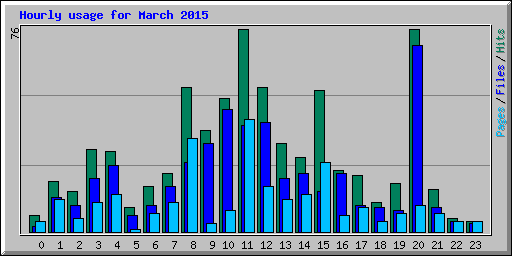 Hourly usage for March 2015
76
Pages/Files/Hits
0 1 2 3 4 5 6 7 8 9 10 11 12 13 14 15 16 17 18 19 20 21 22 23